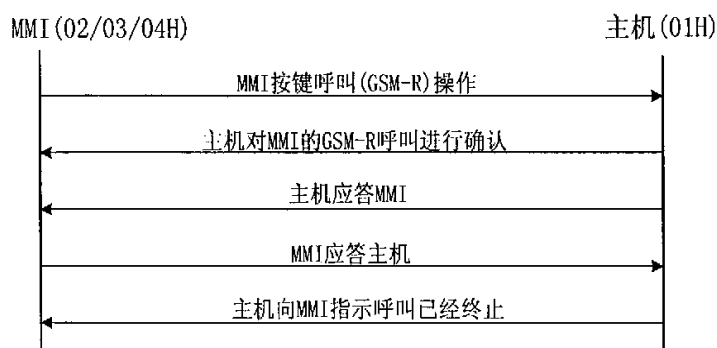 MMI(02/03/04H)
主机(01H)
MMI按键呼叫(GSM-R)操作
主机对MMI的GSM-R呼叫进行确认
主机应答MMI
MMI应答主机
主机向MMI指示呼叫已经终止